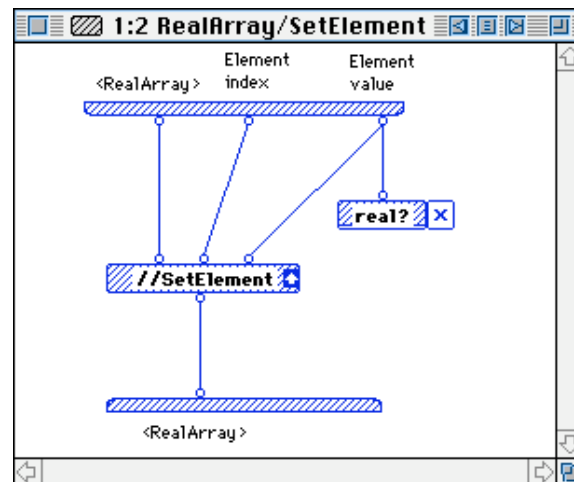 1:2 RealArray/SetElement
Element Element
<RealArray> index value
real?
//SetElement
<RealArray>